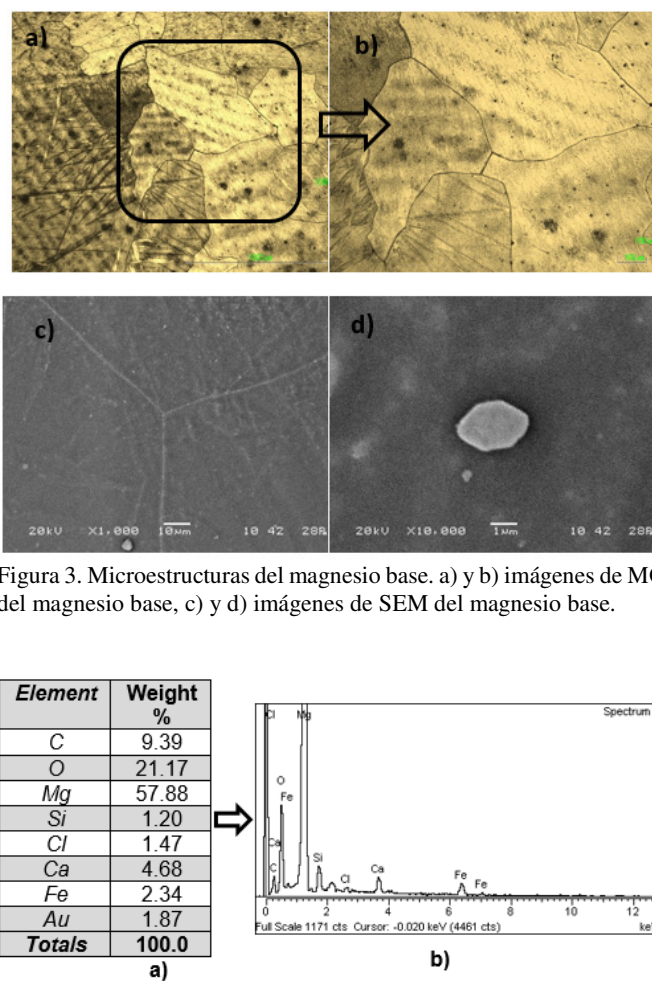 a)
b)
c)
20kV X1,000 10µm 10 42 28
d)
20kV X10,000 1µm 10 42 28
Figura 3. Microestructuras del magnesio base. a) y b) imágenes de
del magnesio base, c) y d) imágenes de SEM del magnesio base.
Element Weight %
C 9.39
O 21.17
Mg 57.88
Si 1.20
Cl 1.47
Ca 4.68
Fe 2.34
Au 1.87
Totals 100.0
a)
Spectrum
Cl Mg
O
Fe
Ca
C
Si
Cl
Ca
Fe
Fe
0 2 4 6 8 10 12
Full Scale 1171 cts Cursor: -0.020 keV (4461 cts)
b)